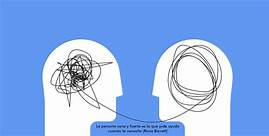 La persona sana y fuerte es la que pide ayuda
cuando la necesita (Rona Barrett)